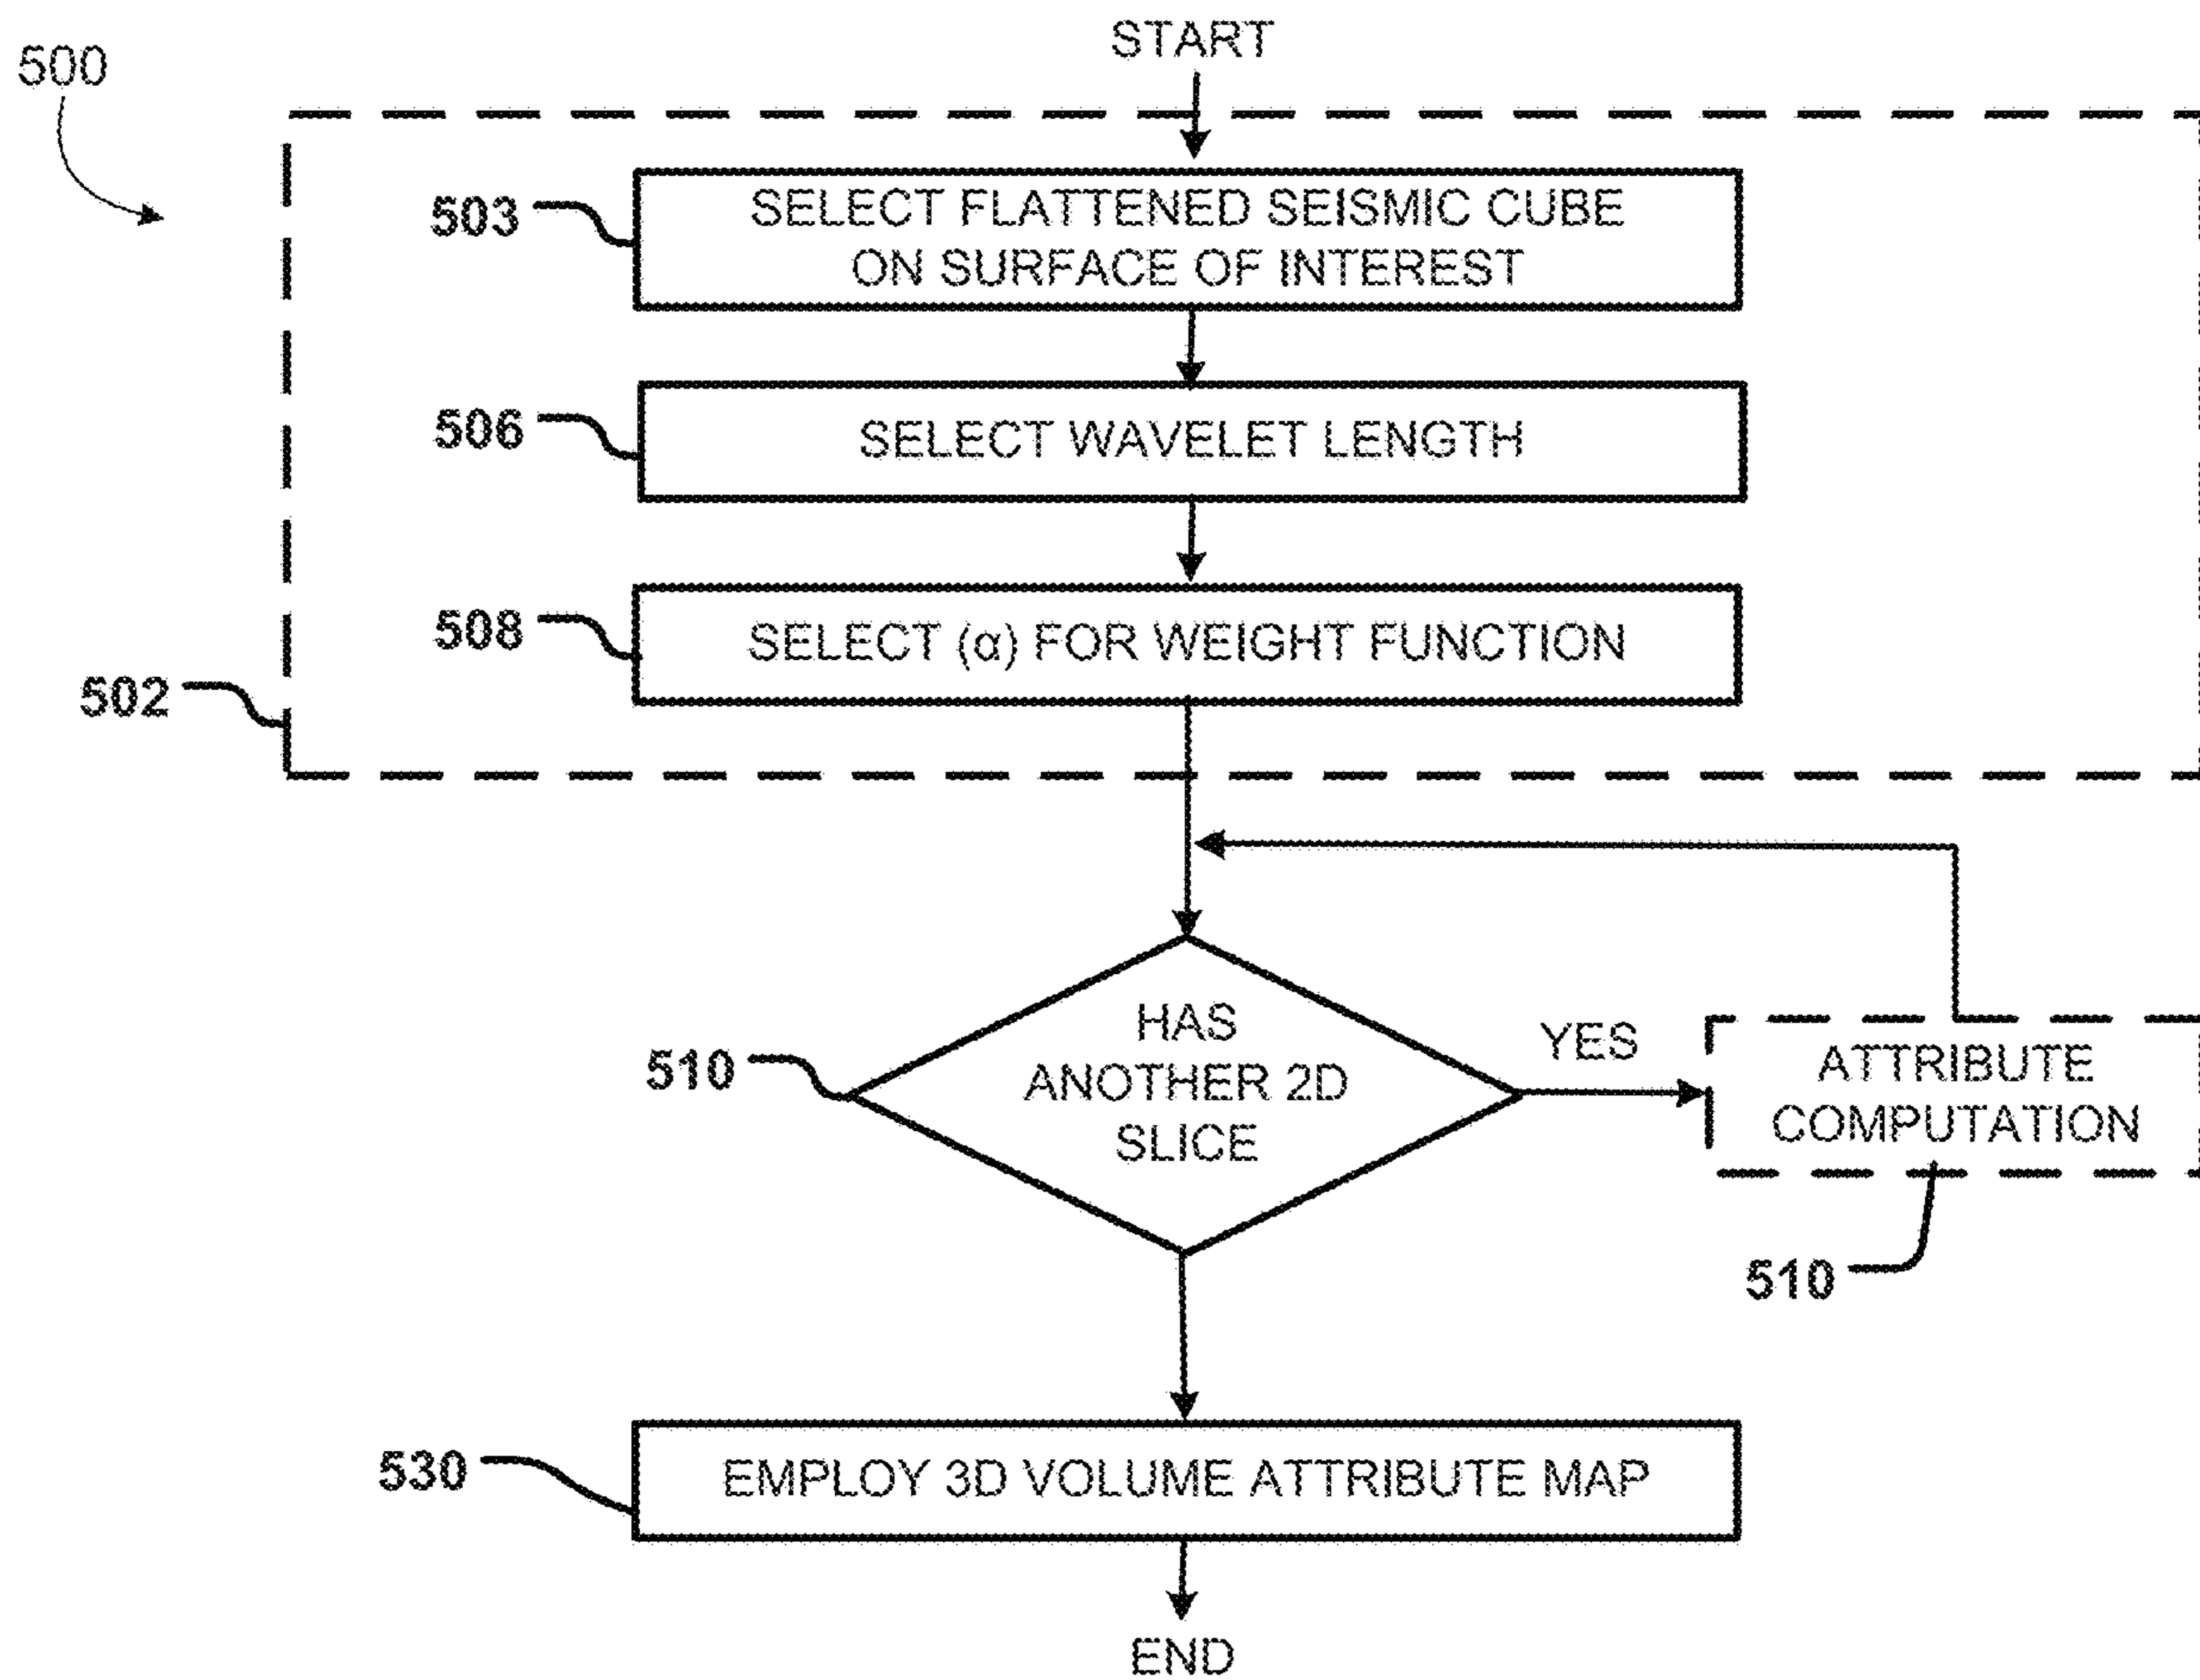 START
500
503
SELECT FLATTENED SEISMIC CUBE
ON SURFACE OF INTEREST
506
SELECT WAVELET LENGTH
508
SELECT (α) FOR WEIGHT FUNCTION
502
510
HAS
ANOTHER 2D
SLICE
YES
ATTRIBUTE
COMPUTATION
510
530
EMPLOY 3D VOLUME ATTRIBUTE MAP
END